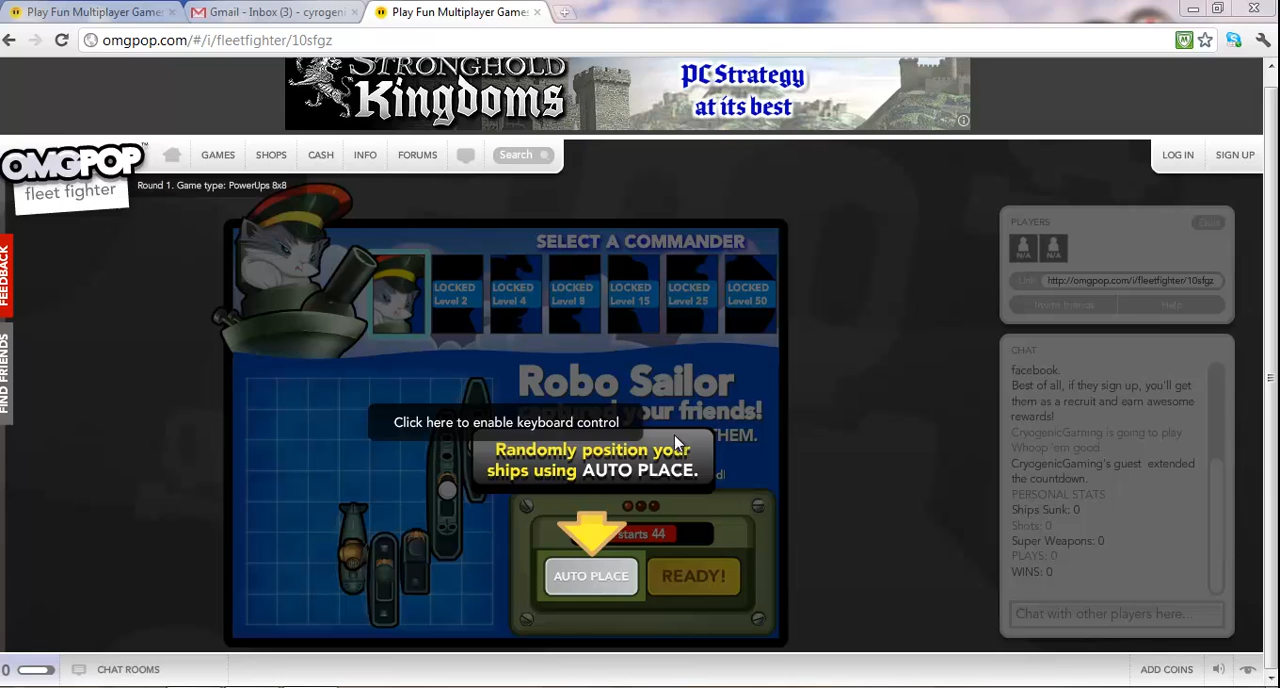 Play Fun Multiplayer Game
Gmail - Inbox (3) - cyrogeni
Play Fun Multiplayer Game
omgpop.com/#/i/fleetfighter/10sfgz
STRONGHOLD
Kingdoms
PC Strategy
at its best
OMGPOP™
fleet fighter
GAMES
SHOPS
CASH
INFO
FORUMS
Search
LOG IN
SIGN UP
Round 1. Game type: PowerUps 8x8
FEEDBACK
FIND FRIENDS
SELECT A COMMANDER
LOCKED
Level 2
LOCKED
Level 4
LOCKED
Level 8
LOCKED
Level 15
LOCKED
Level 25
LOCKED
Level 50
Robo Sailor
captured your friends!
THEM.
Click here to enable keyboard control
Randomly position your
ships using AUTO PLACE.
starts 44
AUTO PLACE
READY!
PLAYERS
N/A
N/A
Link
http://omgpop.com/i/fleetfighter/10sfgz
Invite friends
Help
CHAT
facebook.
Best of all, if they sign up, you'll get
them as a recruit and earn awesome
rewards!
CryogenicGaming is going to play
Whoop 'em good
CryogenicGaming's guest extended
the countdown.
PERSONAL STATS
Ships Sunk: 0
Shots: 0
Super Weapons: 0
PLAYS: 0
WINS: 0
Chat with other players here...
0
CHAT ROOMS
ADD COINS